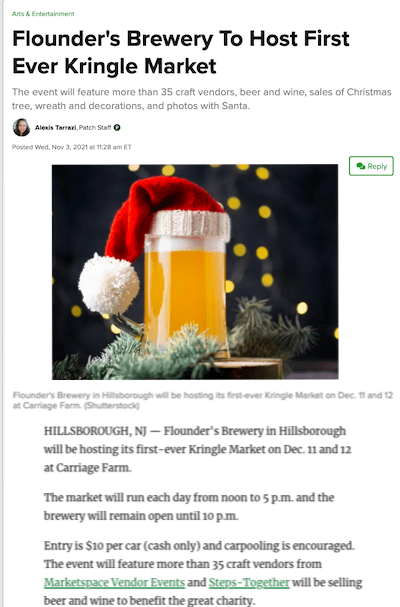 Arts & Entertainment
Flounder's Brewery To Host First
Ever Kringle Market
The event will feature more than 35 craft vendors, beer and wine, sales of Christmas
tree, wreath and decorations, and photos with Santa.
Alexis Tarrazi, Patch Staff
Posted Wed, Nov 3, 2021 at 11:28 am ET
Reply
Flounder's Brewery in Hillsborough will be hosting its first-ever Kringle Market on Dec. 11 and 12
at Carriage Farm. (Shutterstock)
HILLSBOROUGH, NJ — Flounder's Brewery in Hillsborough
will be hosting its first-ever Kringle Market on Dec. 11 and 12
at Carriage Farm.
The market will run each day from noon to 5 p.m. and the
brewery will remain open until 10 p.m.
Entry is $10 per car (cash only) and carpooling is encouraged.
The event will feature more than 35 craft vendors from
Marketspace Vendor Events and Steps-Together will be selling
beer and wine to benefit the great charity.